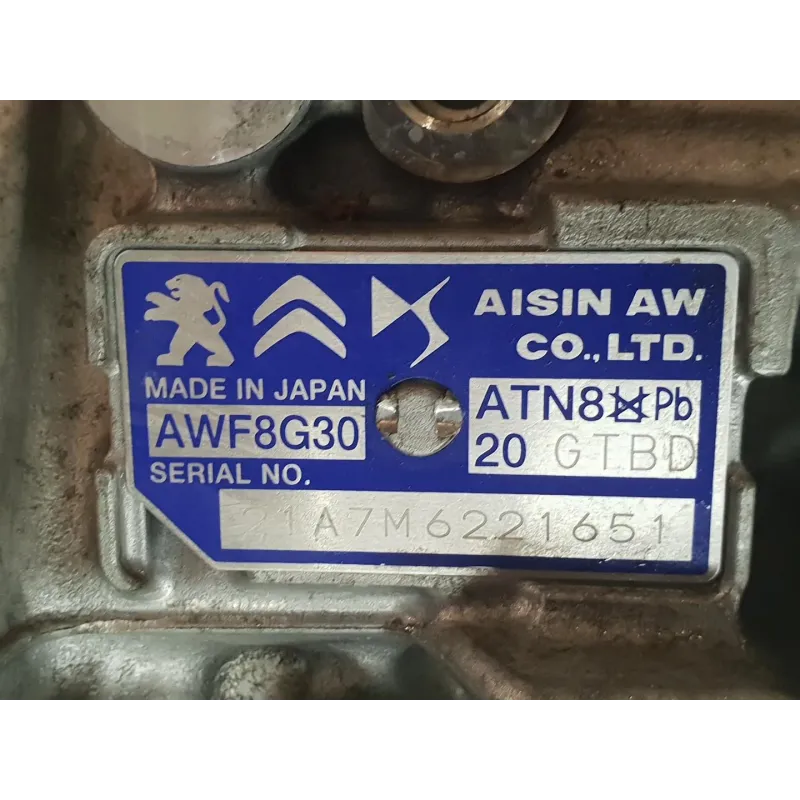 AISIN AW
CO.,LTD.
MADE IN JAPAN
AWF8G30
ATN8 Pb
20 GTBD
SERIAL NO.
21A7M6221651